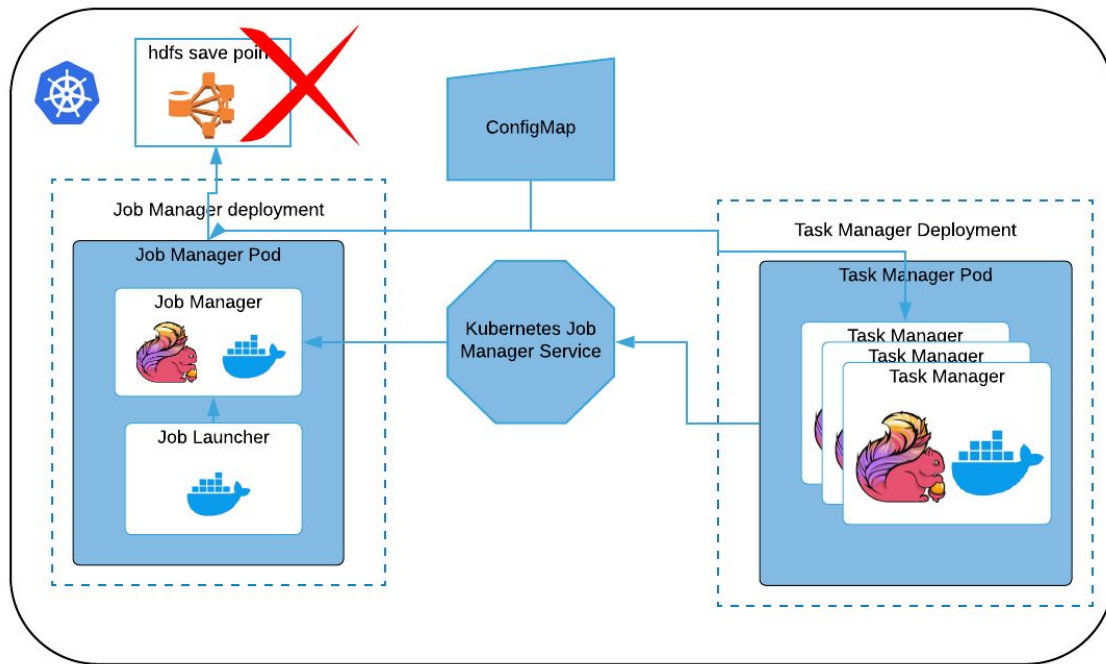 hdfs save poin
ConfigMap
Job Manager deployment
Task Manager Deployment
Job Manager Pod
Task Manager Pod
Job Manager
Kubernetes Job
Manager Service
Task Manager
Task Manager
Task Manager
Job Launcher